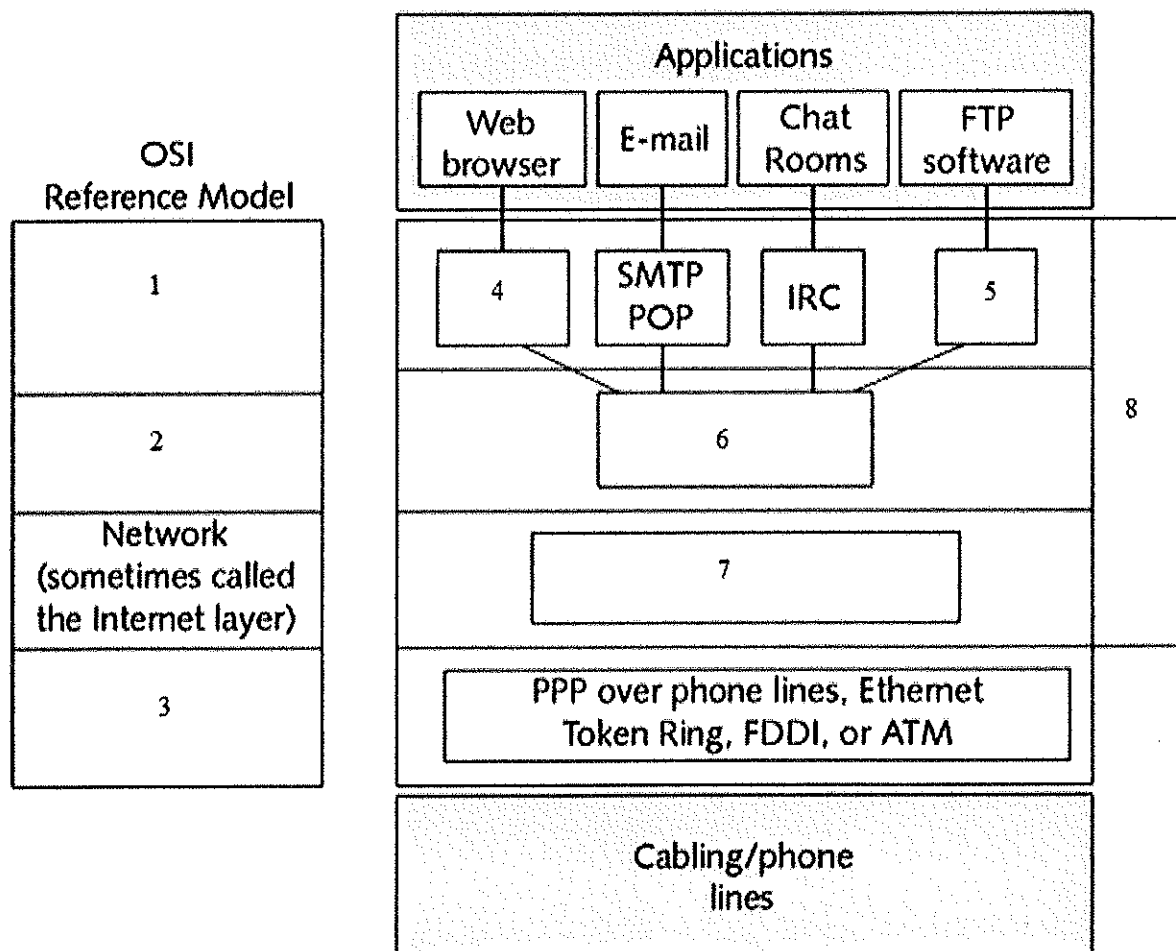 Applications
Web
browser
E-mail
Chat
Rooms
FTP
software
OSI
Reference Model
1
4
SMTP
POP
IRC
5
2
6
8
Network
(sometimes called
the Internet layer)
7
3
PPP over phone lines, Ethernet
Token Ring, FDDI, or ATM
Cabling/phone
lines